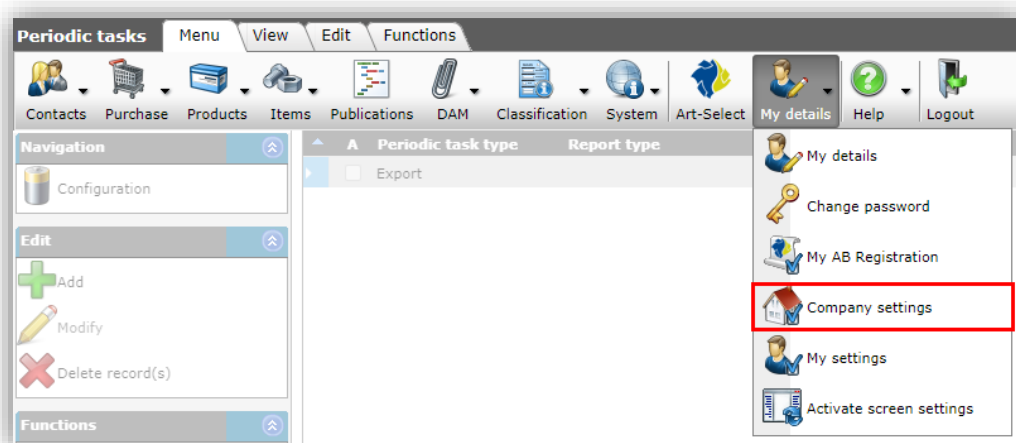 Periodic tasks Menu View Edit Functions
Contacts Purchase Products Items Publications DAM Classification System Art-Select My details Help Logout
Navigation
Configuration
Edit
Add
Modify
Delete record(s)
Functions
A Periodic task type Report type
Export
My details
Change password
My AB Registration
Company settings
My settings
Activate screen settings